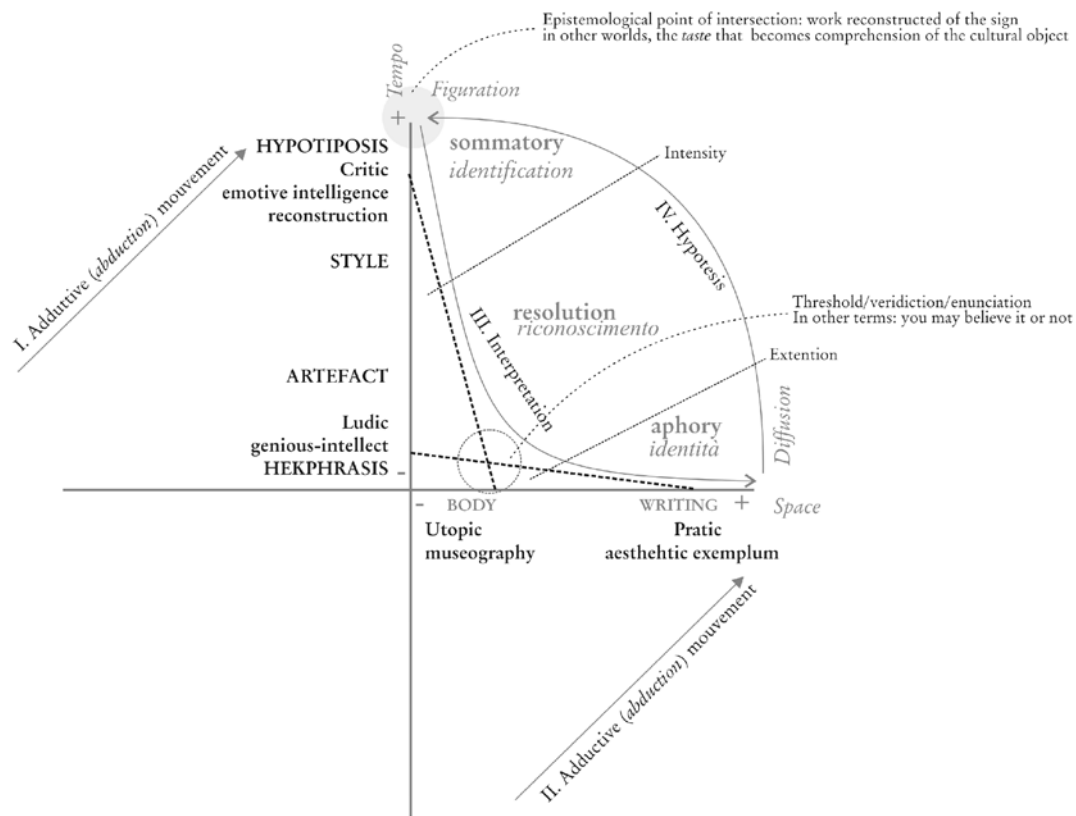 Epistemological point of intersection: work reconstructed of the sign
in other worlds, the taste that becomes comprehension of the cultural object
Tempo
Figuration
+
HYPOTIPOSIS
Critic
emotive intelligence
reconstruction
STYLE
ARTEFACT
Ludic
genious-intellect
HEKPHRASIS
-
I. Aduttive (abduction) mouvement
sommatory
identification
Intensity
IV. Hypotesis
resolution
riconoscimento
III. Interpretation
Threshold/veridiction/enunciation
In other terms: you may believe it or not
Extention
aphory
identità
Diffusion
-
BODY
WRITING
+
Space
Utopic
museography
Pratic
aesthehtic exemplum
II. Adductive (abduction) mouvement